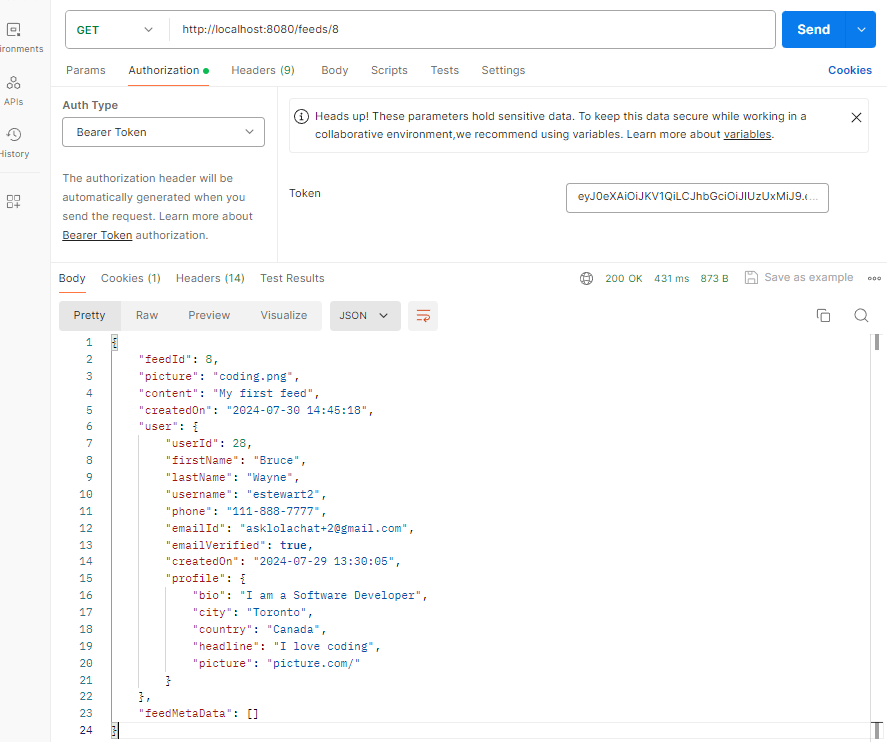 GET
http://localhost:8080/feeds/8
Send
Params
Authorization
Headers (9)
Body
Scripts
Tests
Settings
Cookies
ironments
APIs
History
Auth Type
Bearer Token
The authorization header will be
automatically generated when you
send the request. Learn more about
Bearer Token authorization.
Heads up! These parameters hold sensitive data. To keep this data secure while working in a
collaborative environment,we recommend using variables. Learn more about variables.
Token
eyJ0eXAiOiJKV1QiLCJhbGciOiJIUzUxMiJ9.e...
Body
Cookies (1)
Headers (14)
Test Results
200 OK
431 ms
873 B
Save as example
Pretty
Raw
Preview
Visualize
JSON
1 {
2 "feedId": 8,
3 "picture": "coding.png",
4 "content": "My first feed",
5 "createdOn": "2024-07-30 14:45:18",
6 "user": {
7 "userId": 28,
8 "firstName": "Bruce",
9 "lastName": "Wayne",
10 "username": "estewart2",
11 "phone": "111-888-7777",
12 "emailId": "asklolachat+2@gmail.com",
13 "emailVerified": true,
14 "createdOn": "2024-07-29 13:30:05",
15 "profile": {
16 "bio": "I am a Software Developer",
17 "city": "Toronto",
18 "country": "Canada",
19 "headline": "I love coding",
20 "picture": "picture.com/"
21 }
22 },
23 "feedMetaData": []
24 }